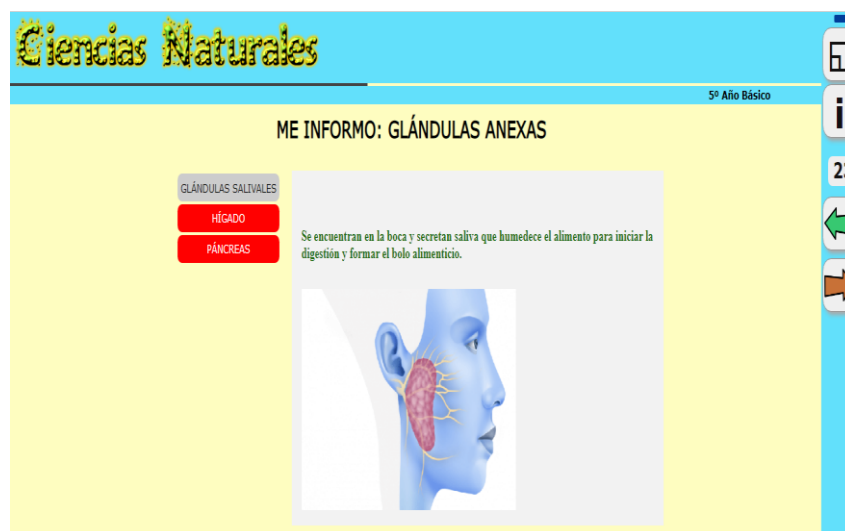 Ciencias Naturales
5º Año Básico
ME INFORMO: GLÁNDULAS ANEXAS
GLÁNDULAS SALIVALES
HÍGADO
PÁNCREAS
Se encuentran en la boca y secretan saliva que humedece el alimento para iniciar la
digestión y formar el bolo alimenticio.
i